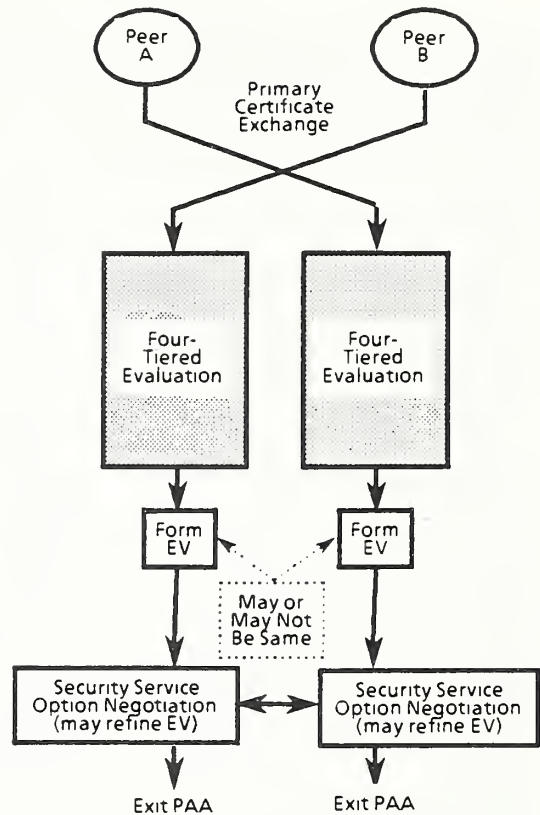 Peer
A
Peer
B
Primary
Certificate
Exchange
Four-
Tiered
Evaluation
Four-
Tiered
Evaluation
Form
EV
Form
EV
May or
May Not
Be Same
Security Service
Option Negotiation
(may refine EV)
Security Service
Option Negotiation
(may refine EV)
Exit PAA
Exit PAA